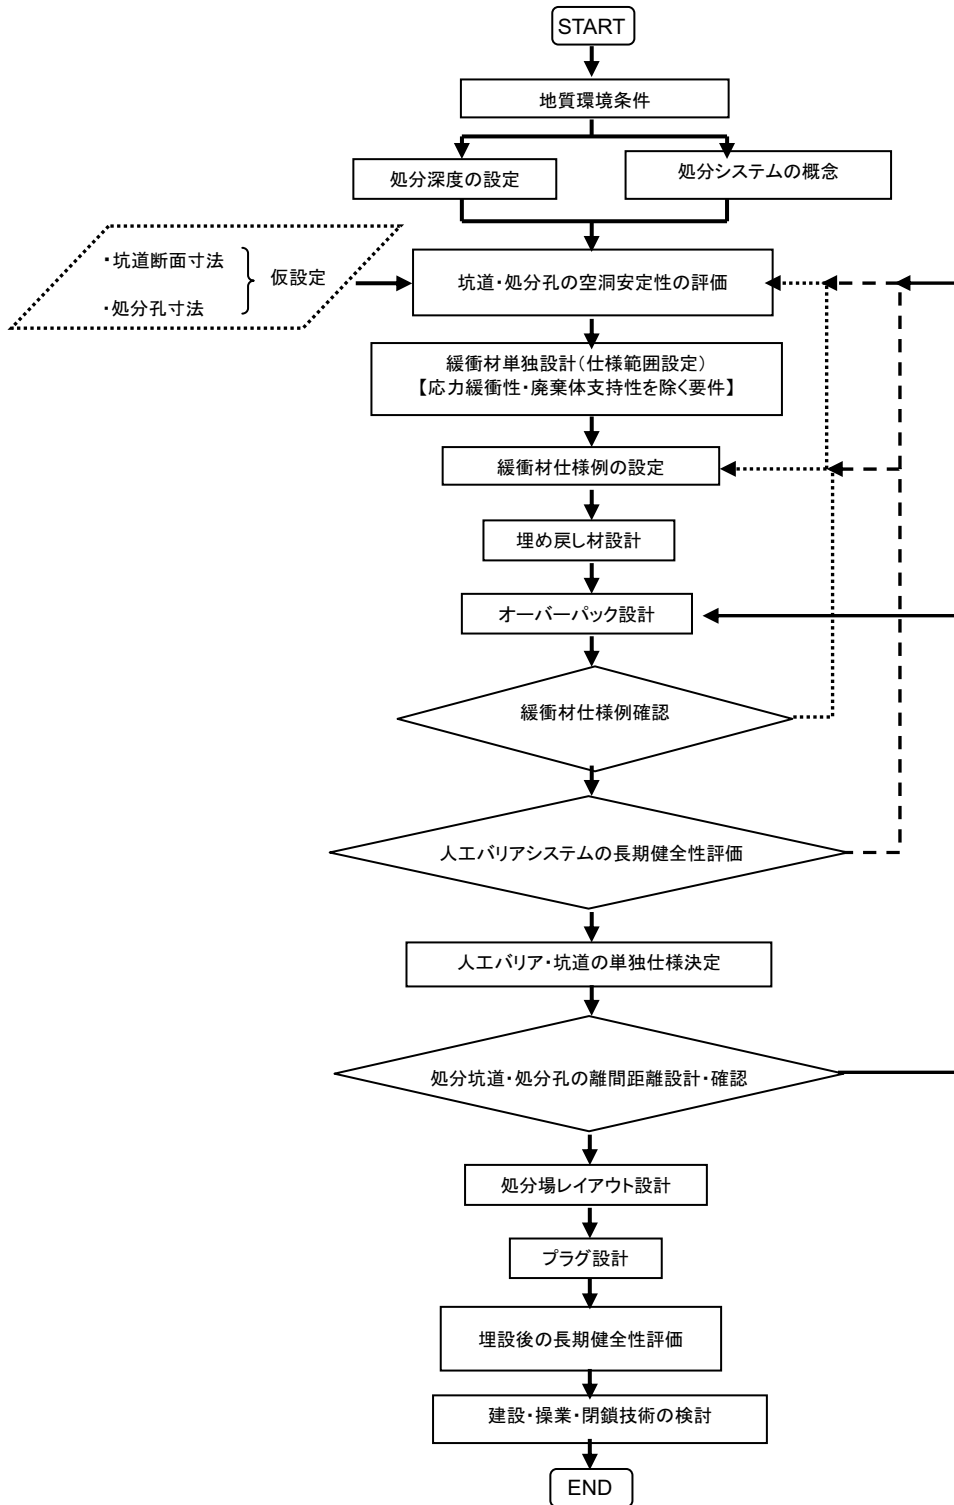 START
地質環境条件
処分深度の設定
処分システムの概念
・坑道断面寸法
・処分孔寸法
仮設定
坑道・処分孔の空洞安定性の評価
緩衝材単独設計（仕様範囲設定）
【応力緩衝性・廃棄体支持性を除く要件】
緩衝材仕様例の設定
埋め戻し材設計
オーバーパック設計
緩衝材仕様例確認
人工バリアシステムの長期健全性評価
人工バリア・坑道の単独仕様決定
処分坑道・処分孔の離間距離設計・確認
処分場レイアウト設計
プラグ設計
埋設後の長期健全性評価
建設・操業・閉鎖技術の検討
END